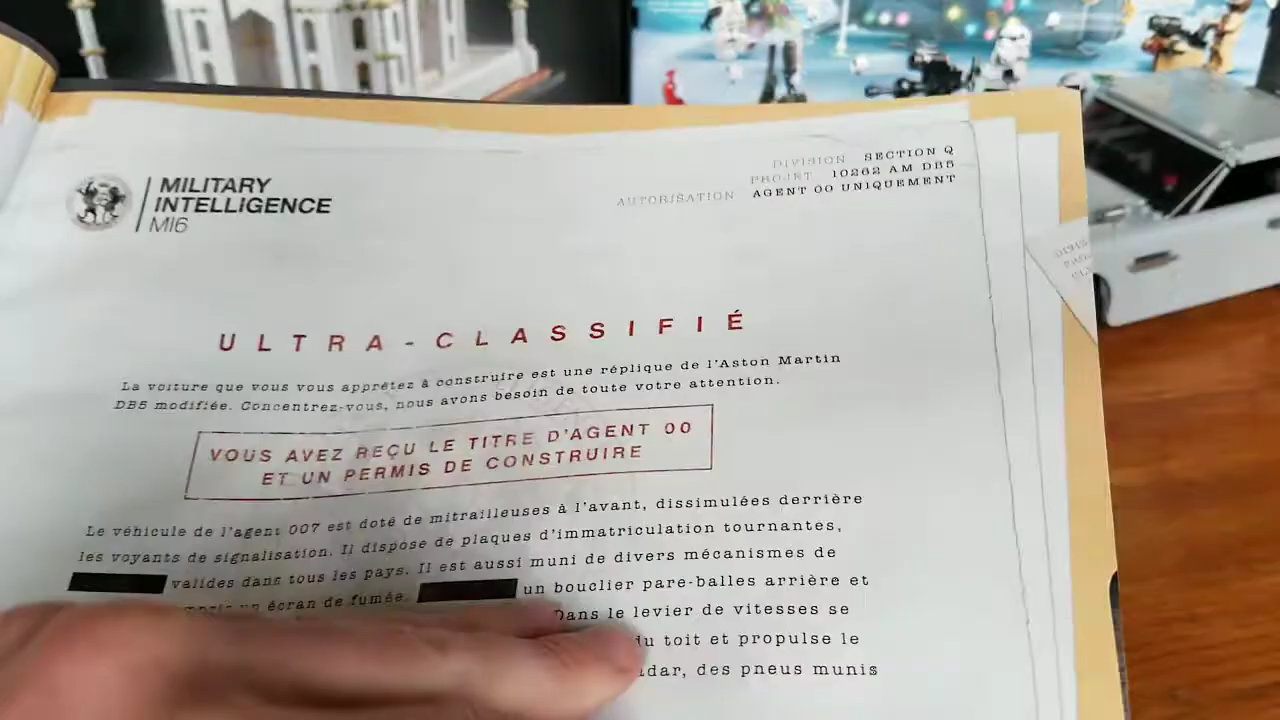 MILITARY
INTELLIGENCE
MI6
DIVISION SECTION Q
PROJET 10262 AM DB5
AUTORISATION AGENT 00 UNIQUEMENT
ULTRA-CLASSIFIÉ
La voiture que vous vous apprêtez à construire est une réplique de l'Aston Martin
DB5 modifiée. Concentrez-vous, nous avons besoin de toute votre attention.
VOUS AVEZ REÇU LE TITRE D'AGENT 00
ET UN PERMIS DE CONSTRUIRE
Le véhicule de l'agent 007 est doté de mitrailleuses à l'avant, dissimulées derrière
les voyants de signalisation. Il dispose de plaques d'immatriculation tournantes,
valides dans tous les pays. Il est aussi muni de divers mécanismes de
un écran de fumée. un bouclier pare-balles arrière et
Dans le levier de vitesses se
du toit et propulse le
des pneus munis